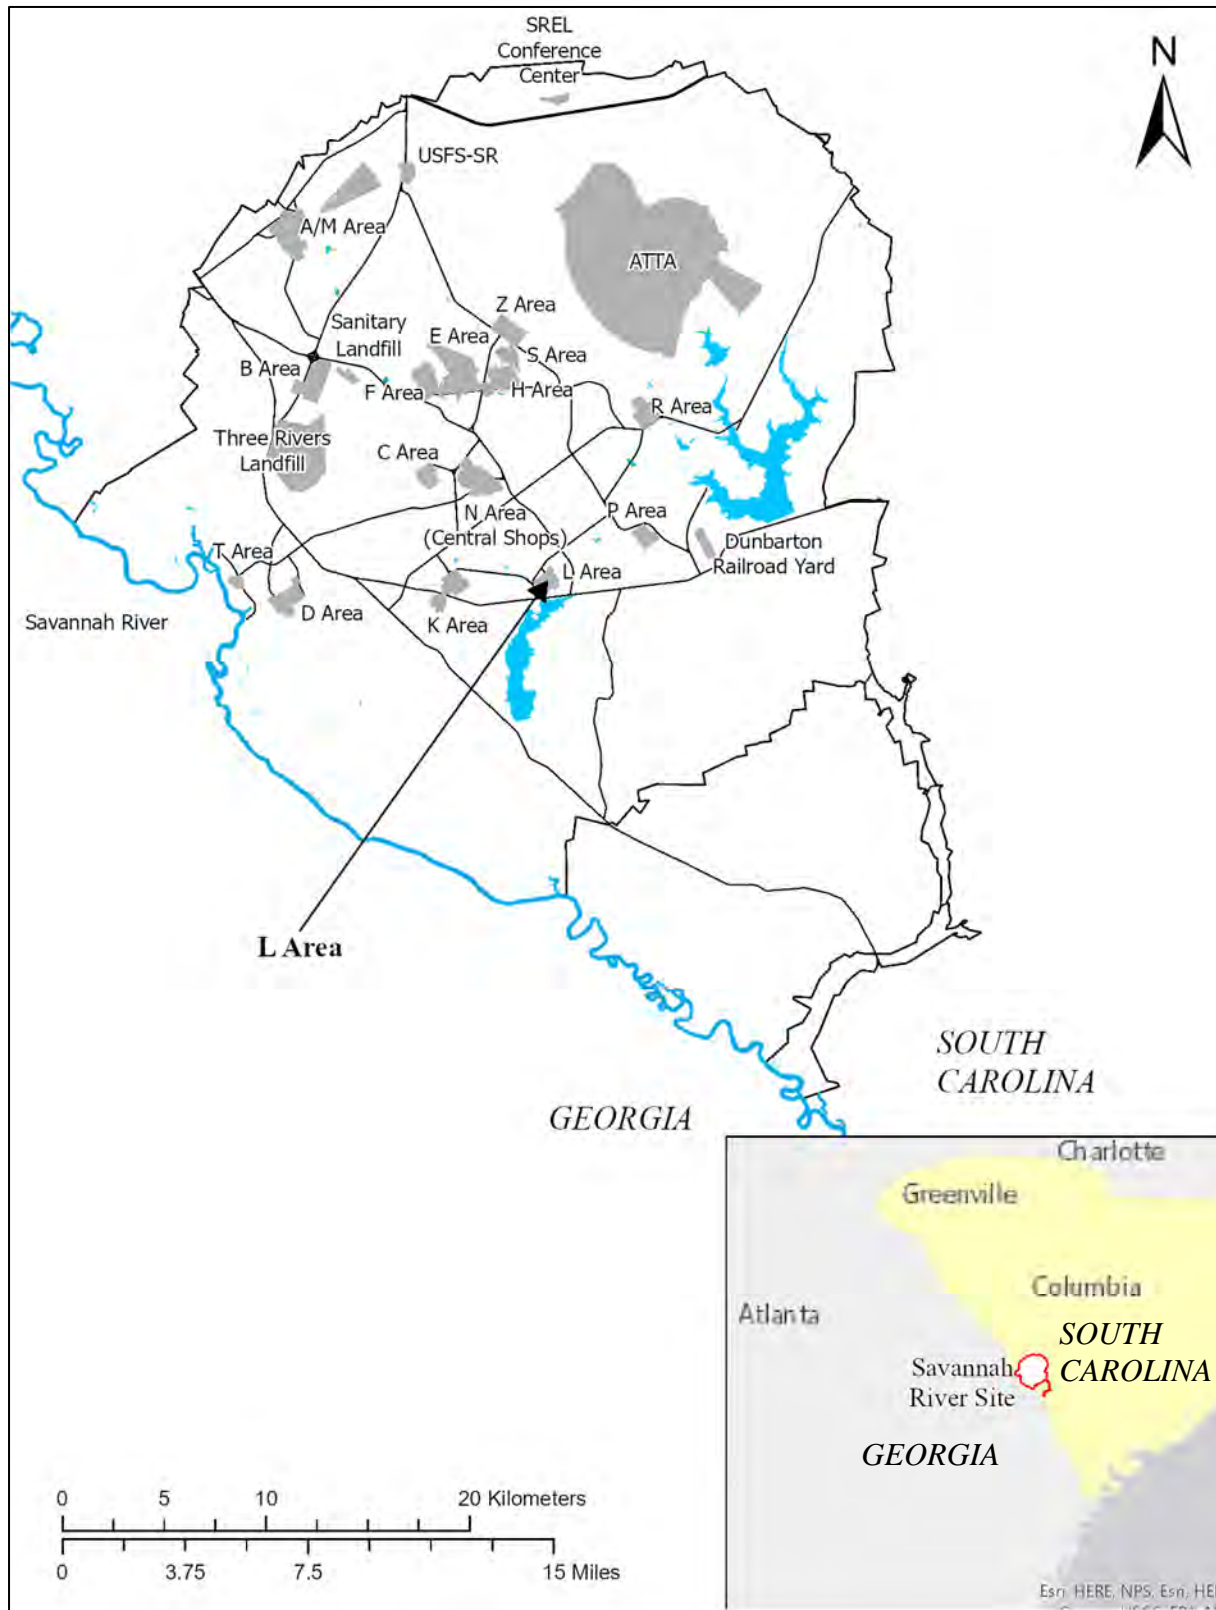 SREL
Conference
Center
N
USFS-SR
A/M Area
ATTA
Z Area
Sanitary
Landfill
E Area
S Area
B Area
F Area
H Area
R Area
Three Rivers
Landfill
C Area
N Area
(Central Shops)
P Area
Dunbarton
Railroad Yard
T Area
L Area
D Area
K Area
Savannah River
L Area
SOUTH
CAROLINA
GEORGIA
Charlotte
Greenville
Columbia
Atlanta
SOUTH
CAROLINA
Savannah
River Site
GEORGIA
0 5 10 20 Kilometers
0 3.75 7.5 15 Miles
Esri, HERE, NPS, Esri,